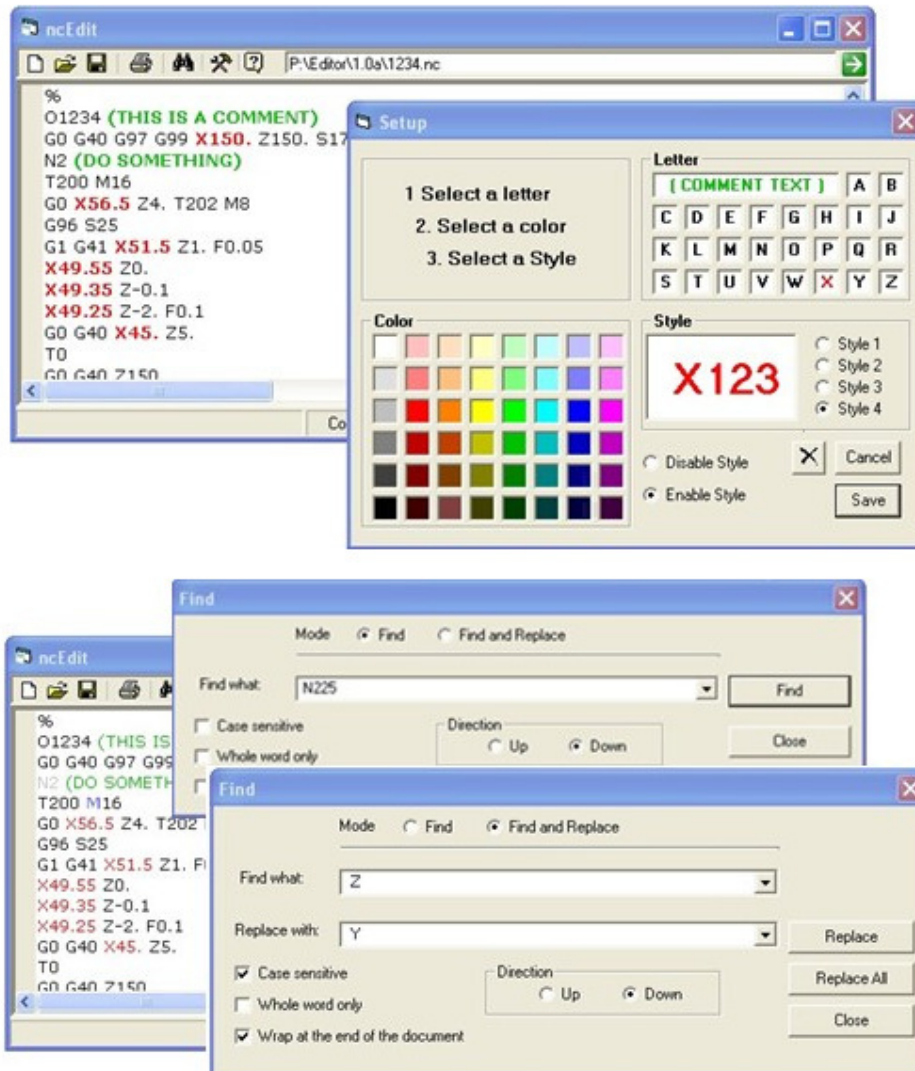 ncEdit
P:\Editor\1.0a\1234.nc
%
O1234 (THIS IS A COMMENT)
G0 G40 G97 G99 X150. Z150. S17
N2 (DO SOMETHING)
T200 M16
G0 X56.5 Z4. T202 M8
G96 S25
G1 G41 X51.5 Z1. F0.05
X49.55 Z0.
X49.35 Z-0.1
X49.25 Z-2. F0.1
G0 G40 X45. Z5.
T0
G0 G40 Z150
Co
Setup
1 Select a letter
2. Select a color
3. Select a Style
Letter
( COMMENT TEXT ) A B
C D E F G H I J
K L M N O P Q R
S T U V W X Y Z
Color
Style
X123
Style 1
Style 2
Style 3
Style 4
Disable Style
Enable Style
X Cancel
Save
Find
Mode Find Find and Replace
Find what: N225 Find
Case sensitive
Whole word only
Direction
Up Down
Close
ncEdit
%
O1234 (THIS IS
G0 G40 G97 G99
N2 (DO SOMETH
T200 M16
G0 X56.5 Z4. T202
G96 S25
G1 G41 X51.5 Z1. F
X49.55 Z0.
X49.35 Z-0.1
X49.25 Z-2. F0.1
G0 G40 X45. Z5.
T0
G0 G40 Z150
Find
Mode Find Find and Replace
Find what: Z
Replace with: Y Replace
Case sensitive
Whole word only
Wrap at the end of the document
Direction
Up Down
Replace All
Close